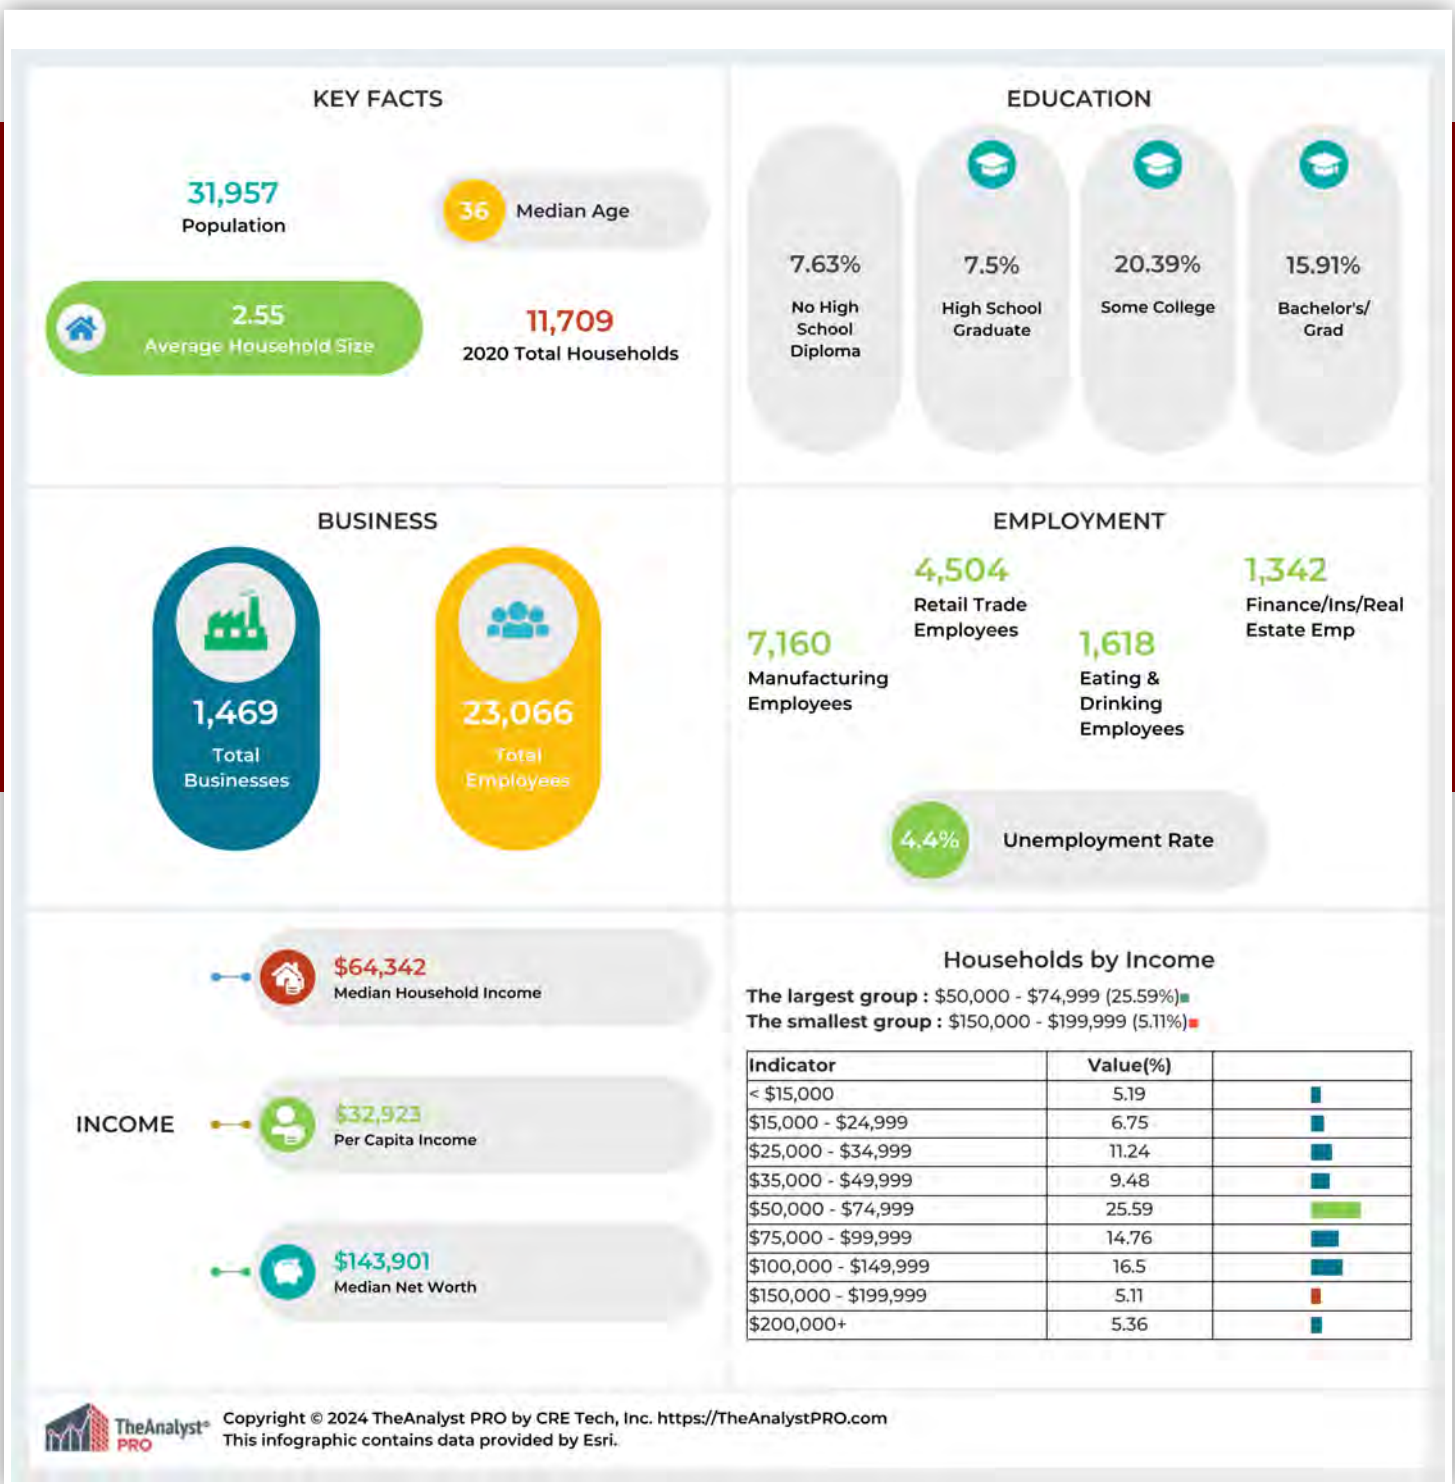 KEY FACTS
31,957
Population
36 Median Age
2.55
Average Household Size
11,709
2020 Total Households
EDUCATION
7.63%
No High
School
Diploma
7.5%
High School
Graduate
20.39%
Some College
15.91%
Bachelor's/
Grad
BUSINESS
1,469
Total
Businesses
23,066
Total
Employees
EMPLOYMENT
7,160
Manufacturing
Employees
4,504
Retail Trade
Employees
1,618
Eating &
Drinking
Employees
1,342
Finance/Ins/Real
Estate Emp
4.4% Unemployment Rate
INCOME
$64,342
Median Household Income
$32,923
Per Capita Income
$143,901
Median Net Worth
Households by Income
The largest group : $50,000 - $74,999 (25.59%)
The smallest group : $150,000 - $199,999 (5.11%)
Indicator Value(%)
< $15,000 5.19
$15,000 - $24,999 6.75
$25,000 - $34,999 11.24
$35,000 - $49,999 9.48
$50,000 - $74,999 25.59
$75,000 - $99,999 14.76
$100,000 - $149,999 16.5
$150,000 - $199,999 5.11
$200,000+ 5.36
TheAnalyst®
PRO
Copyright © 2024 TheAnalyst PRO by CRE Tech, Inc. https://TheAnalystPRO.com
This infographic contains data provided by Esri.